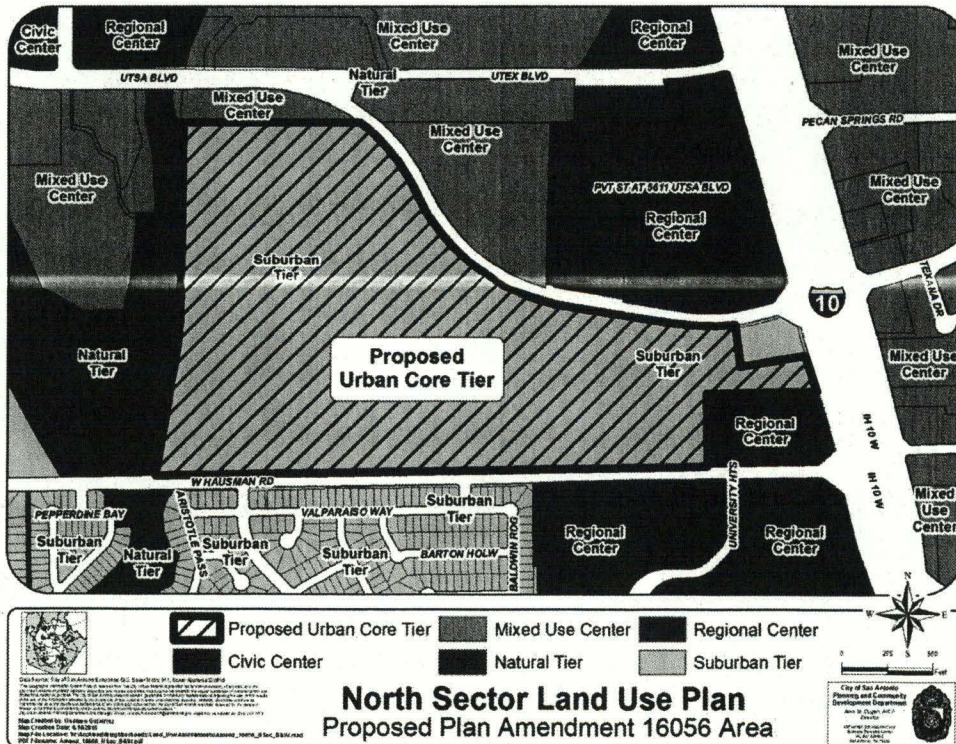 Civic
Center
Regional
Center
Mixed Use
Center
Regional
Center
Mixed Use
Center
UTSA BLVD
Natural
Tier
UTEX BLVD
Mixed Use
Center
Mixed Use
Center
PECAN SPRINGS RD
Mixed Use
Center
PVT ST AT 5611 UTSA BLVD
Regional
Center
Mixed Use
Center
Suburban
Tier
TEXANA DR
10
Natural
Tier
Proposed
Urban Core Tier
Suburban
Tier
Mixed Use
Center
Regional
Center
IH 10 W
IH 10 W
W HAUSMAN RD
Mixed
Use
Center
PEPPERDINE BAY
Suburban
Tier
Natural
Tier
ARISTOTLE PASS
Suburban
Tier
VALPARAISO WAY
Suburban
Tier
Suburban
Tier
BARTON HOLW
BALDWIN RDG
Regional
Center
UNIVERSITY HTS
Regional
Center
N
W E
S
Proposed Urban Core Tier
Mixed Use Center
Regional Center
Civic Center
Natural Tier
Suburban Tier
North Sector Land Use Plan
Proposed Plan Amendment 16056 Area
City of San Antonio
Planning and Community
Development Department